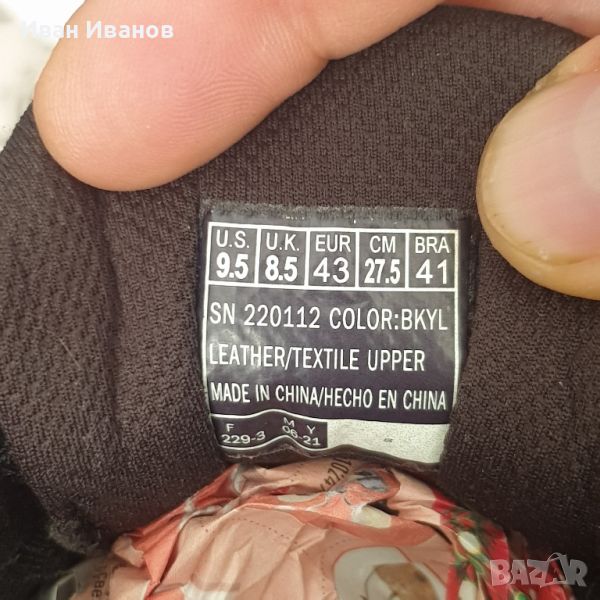 Иван Иванов
U.S. U.K. EUR CM BRA
9.5 8.5 43 27.5 41
SN 220112 COLOR:BKYL
LEATHER/TEXTILE UPPER
MADE IN CHINA/HECHO EN CHINA
F M Y
229-3 06-21
BAZAR